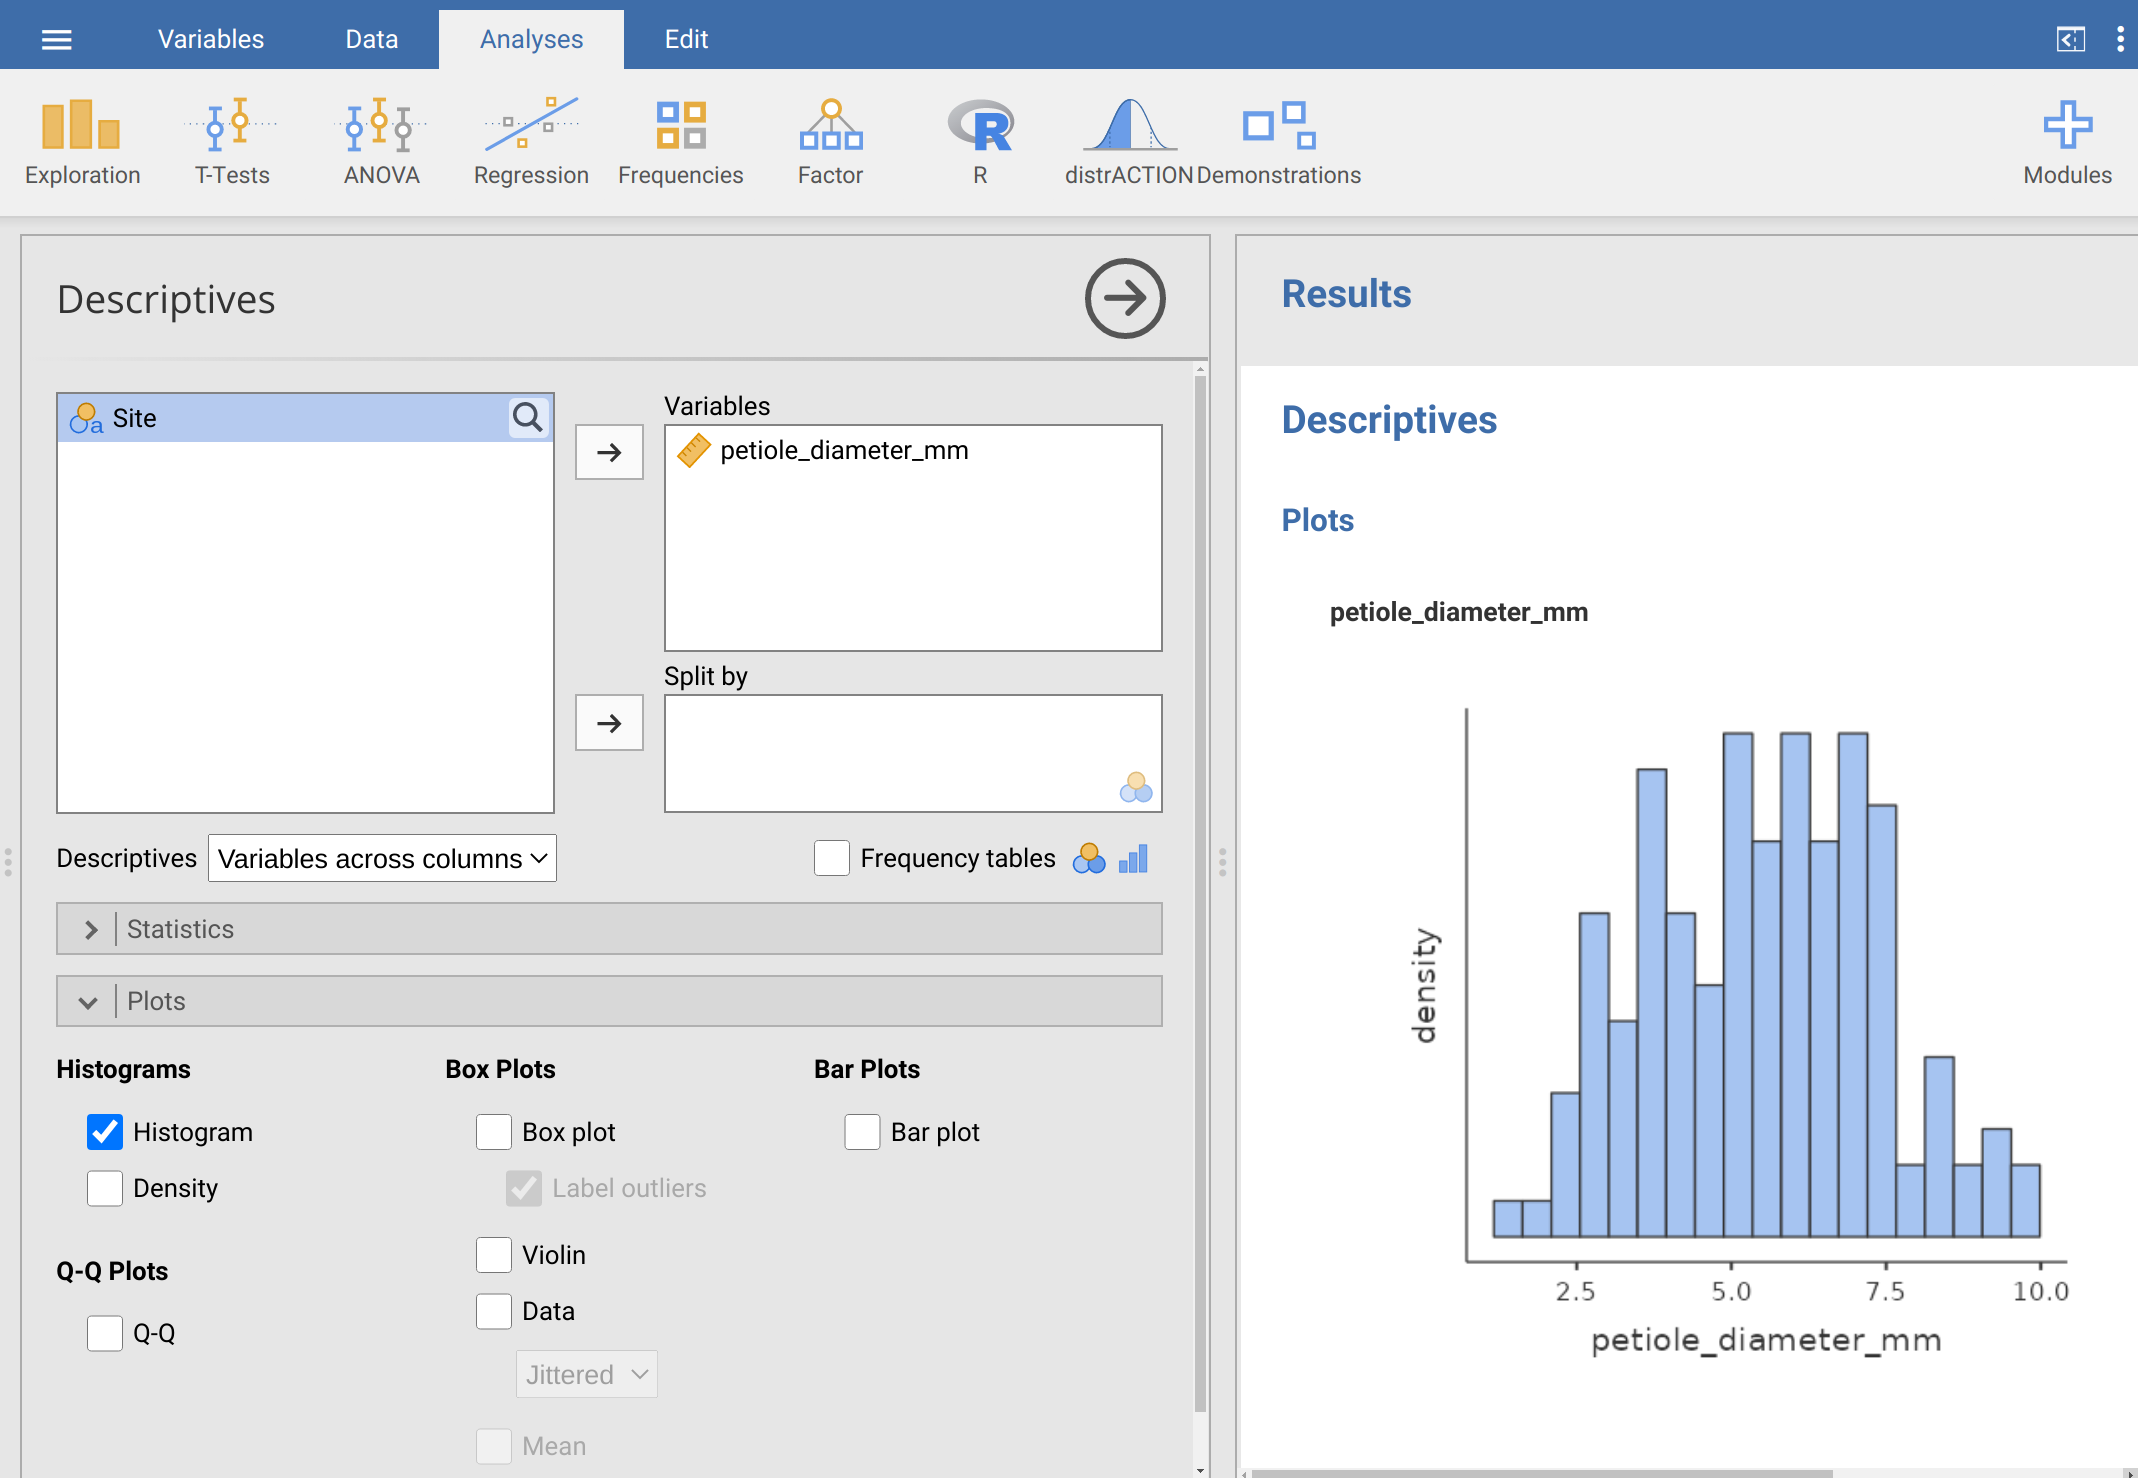 Variables Data Analyses Edit
Exploration T-Tests ANOVA Regression Frequencies Factor R distrACTION Demonstrations Modules
Descriptives
Site
Variables
petiole_diameter_mm
Split by
Descriptives Variables across columns Frequency tables
Statistics
Plots
Histograms Box Plots Bar Plots
Histogram Box plot Bar plot
Density Label outliers
Violin
Q-Q Plots
Data
Q-Q
Jittered
Mean
Results
Descriptives
Plots
petiole_diameter_mm
density
2.5 5.0 7.5 10.0
petiole_diameter_mm